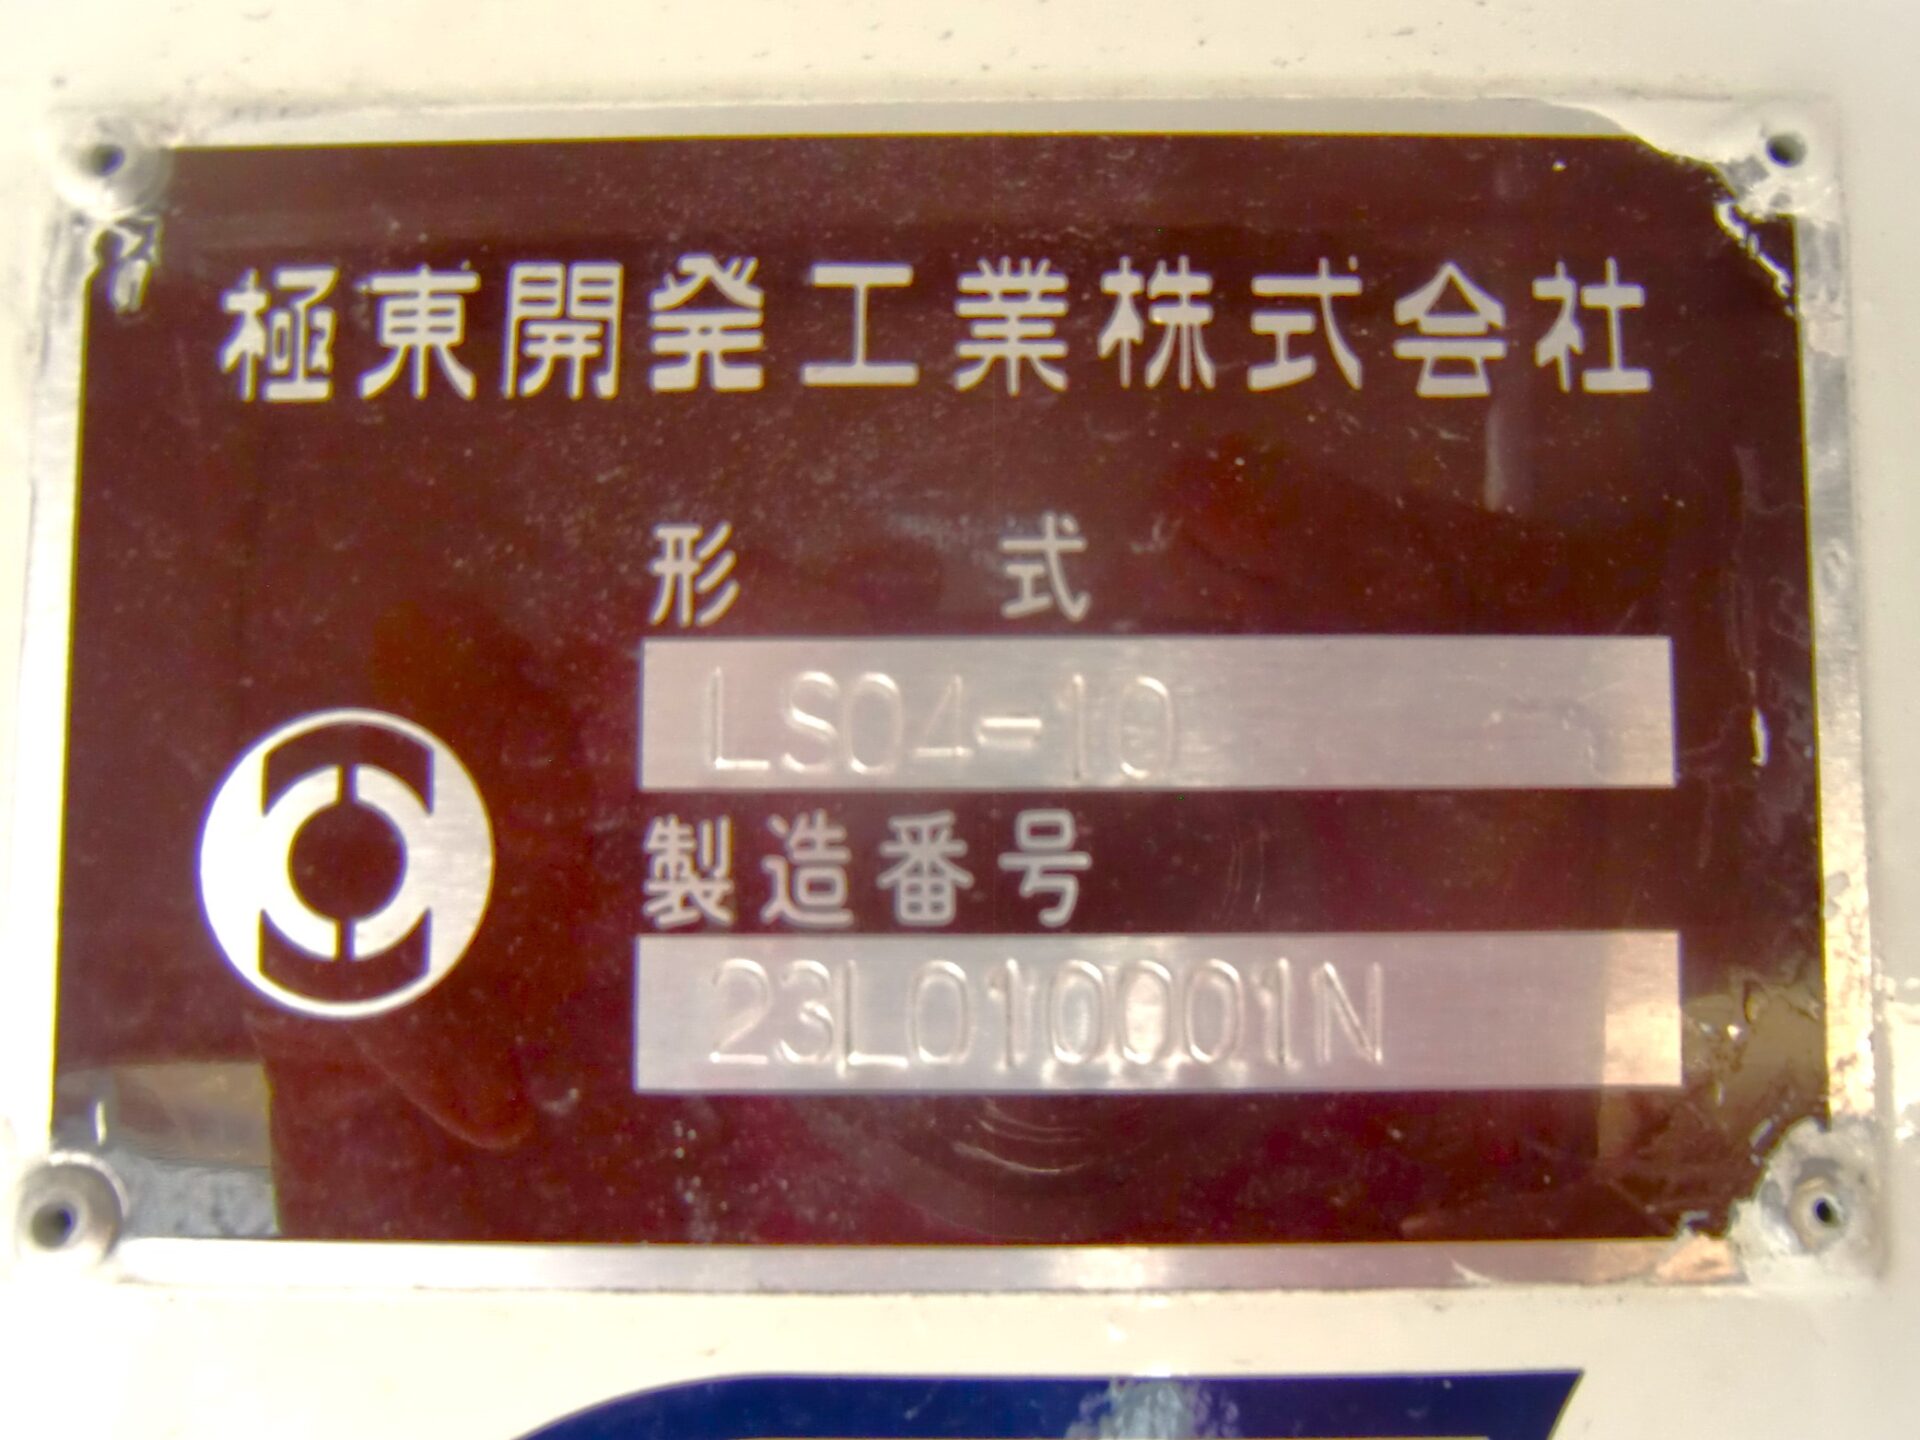 極東開発工業株式会社
形 式
LS04-10
製造番号
23L010001N